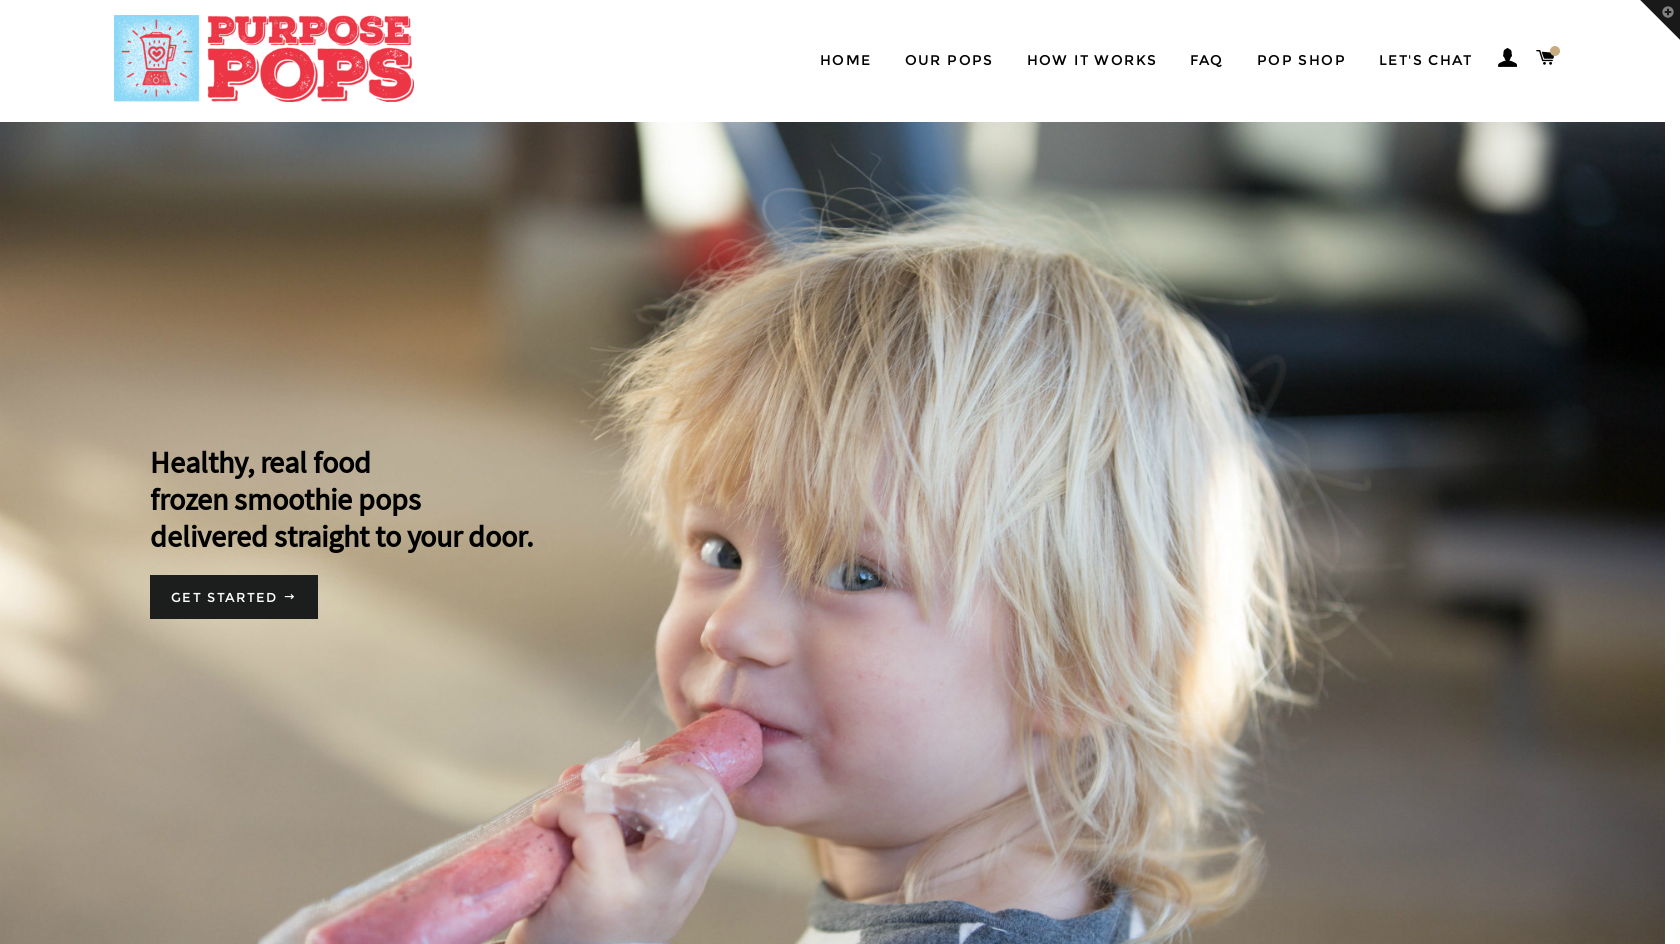 PURPOSE
POPS
HOME OUR POPS HOW IT WORKS FAQ POP SHOP LET'S CHAT
Healthy, real food
frozen smoothie pops
delivered straight to your door.
GET STARTED →